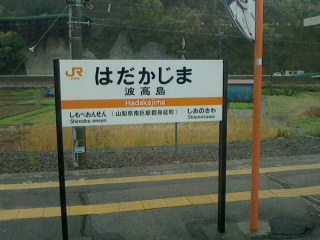 JR
はだかじま
波高島
Hadakajima
しもべおんせん (山梨県南巨摩郡身延町) しおのさわ
Shimobe-onsen Shionosawa